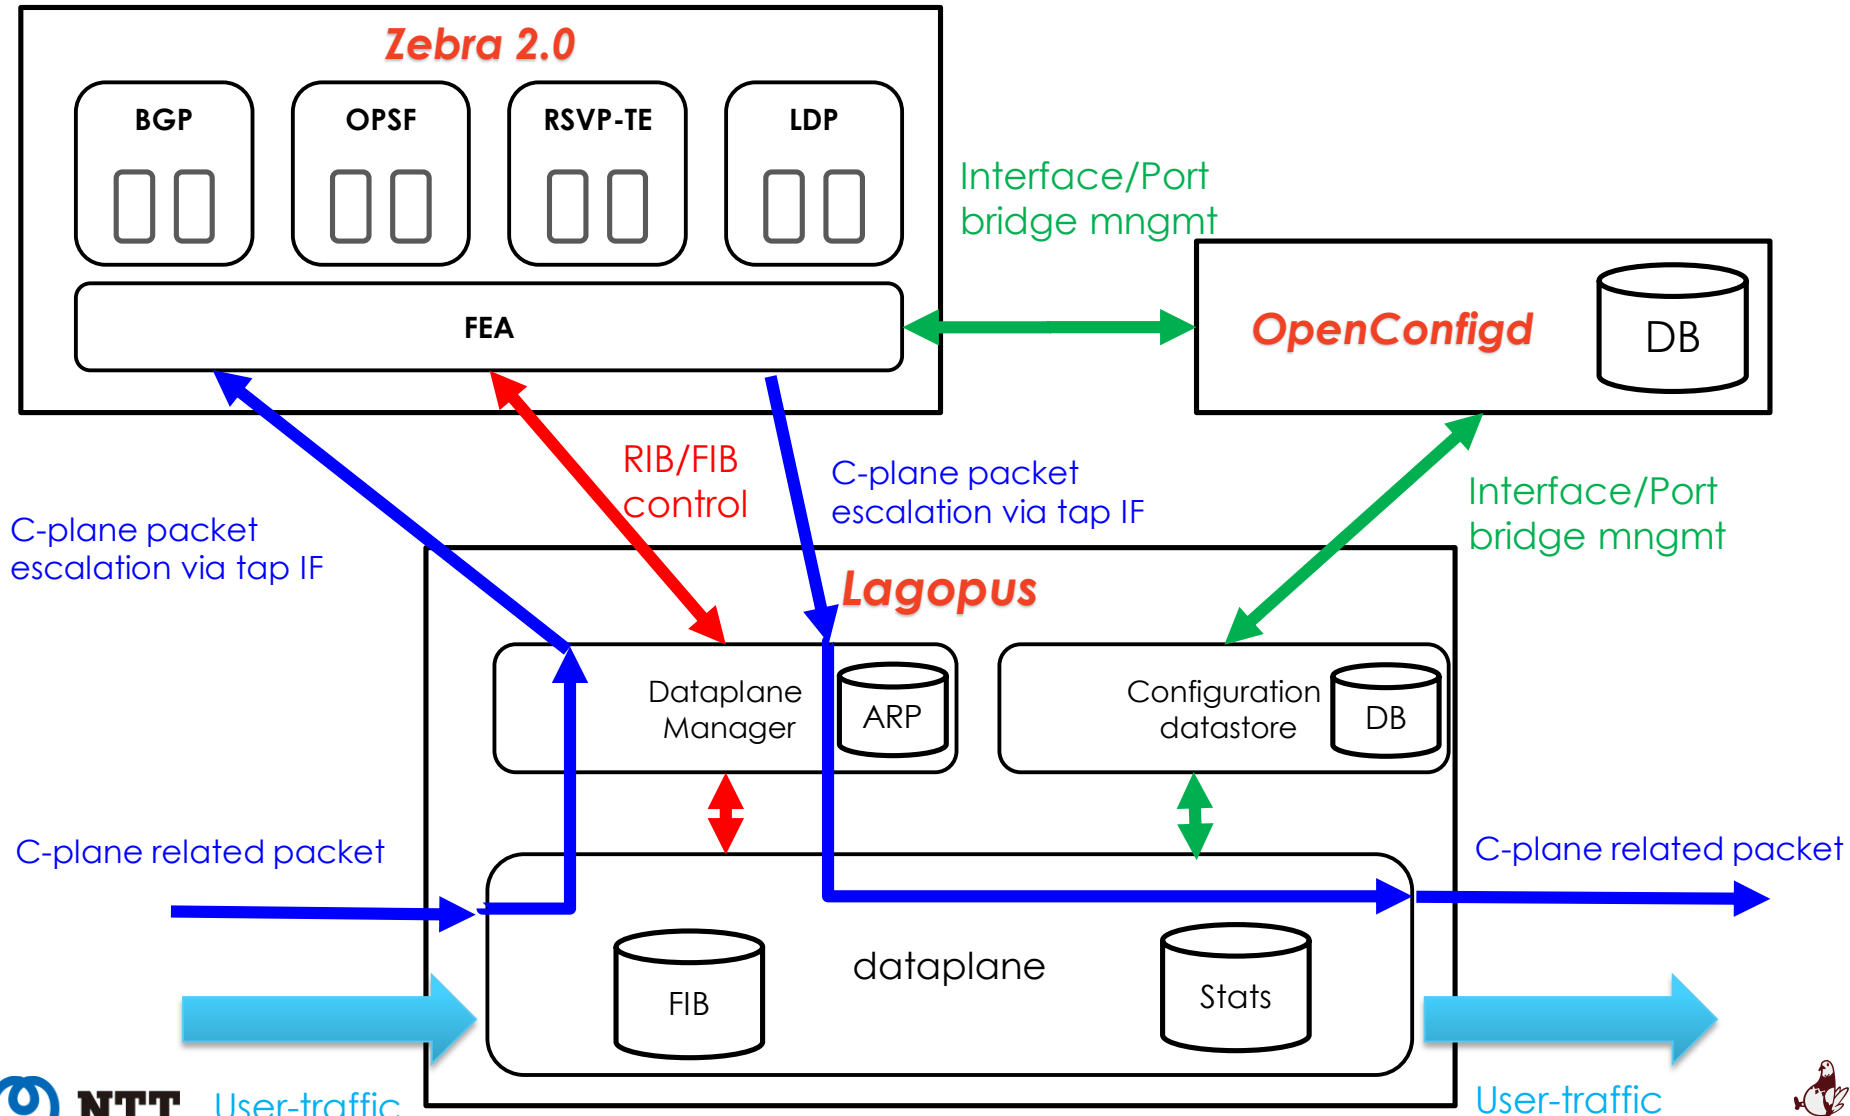 Zebra 2.0
BGP
OPSF
RSVP-TE
LDP
FEA
Interface/Port
bridge mngmt
OpenConfigd
DB
RIB/FIB
control
C-plane packet
escalation via tap IF
C-plane packet
escalation via tap IF
Interface/Port
bridge mngmt
Lagopus
Dataplane
Manager
ARP
Configuration
datastore
DB
C-plane related packet
C-plane related packet
dataplane
FIB
Stats
NTT
User-traffic
User-traffic